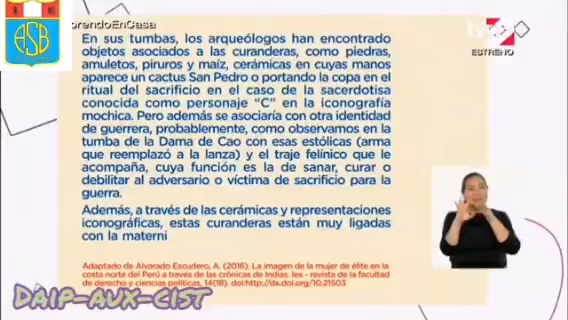 ASB
orendoEnCasa
ESTRENO
En sus tumbas, los arqueólogos han encontrado
objetos asociados a las curanderas, como piedras,
amuletos, piruros y maíz, cerámicas en cuyas manos
aparece un cactus San Pedro o portando la copa en el
ritual del sacrificio en el caso de la sacerdotisa
conocida como personaje “C” en la iconografía
mochica. Pero además se asociaría con otra identidad
de guerrera, probablemente, como observamos en la
tumba de la Dama de Cao con esas estólicas (arma
que reemplazó a la lanza) y el traje felínico que le
acompaña, cuya función es la de sanar, curar o
debilitar al adversario o víctima de sacrificio para la
guerra.
Además, a través de las cerámicas y representaciones
iconográficas, estas curanderas están muy ligadas
con la materni
Adaptado de Alvarado Escudero, A. (2016). La imagen de la mujer de élite en la
costa norte del Perú a través de las crónicas de Indias. Iex - revista de la facultad
de derecho y ciencias políticas, 14(18). doi:http://dx.doi.org/10.21503
DAIP-AUX-CIST